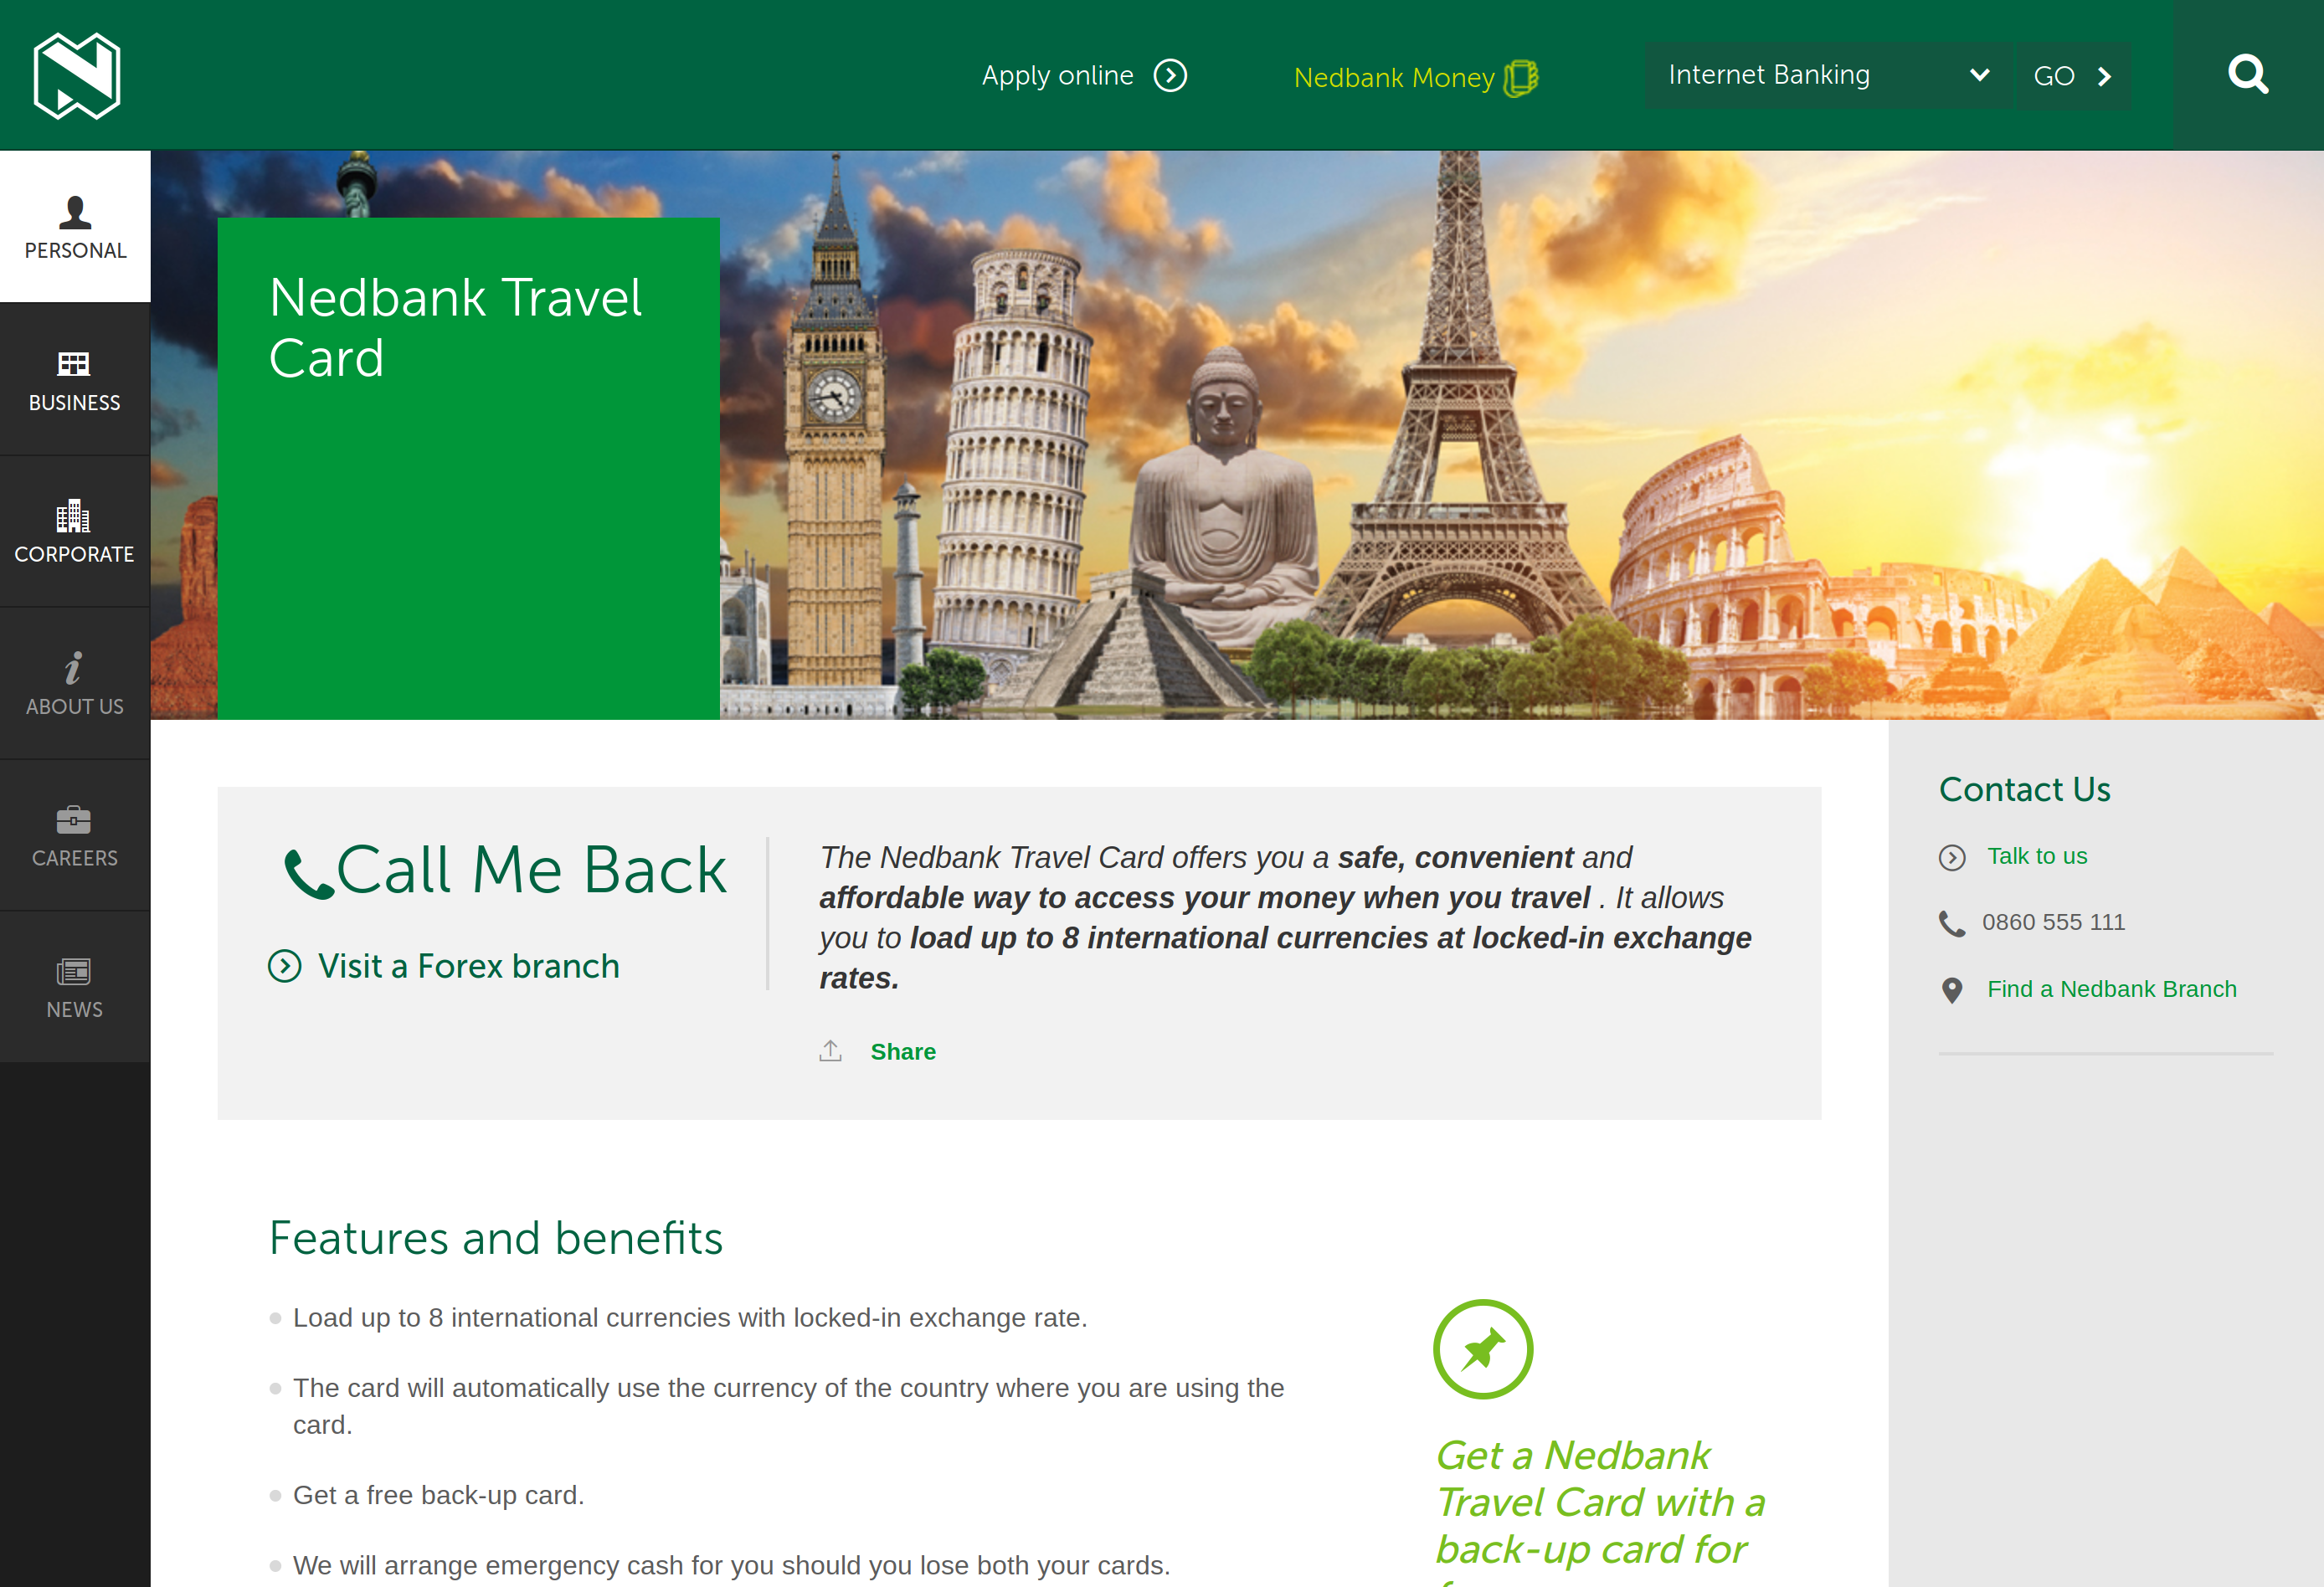 Apply online
Nedbank Money
Internet Banking
GO
PERSONAL
BUSINESS
CORPORATE
ABOUT US
CAREERS
NEWS
Nedbank Travel
Card
Call Me Back
Visit a Forex branch
The Nedbank Travel Card offers you a safe, convenient and
affordable way to access your money when you travel . It allows
you to load up to 8 international currencies at locked-in exchange
rates.
Share
Contact Us
Talk to us
0860 555 111
Find a Nedbank Branch
Features and benefits
Load up to 8 international currencies with locked-in exchange rate.
The card will automatically use the currency of the country where you are using the
card.
Get a free back-up card.
We will arrange emergency cash for you should you lose both your cards.
Get a Nedbank
Travel Card with a
back-up card for